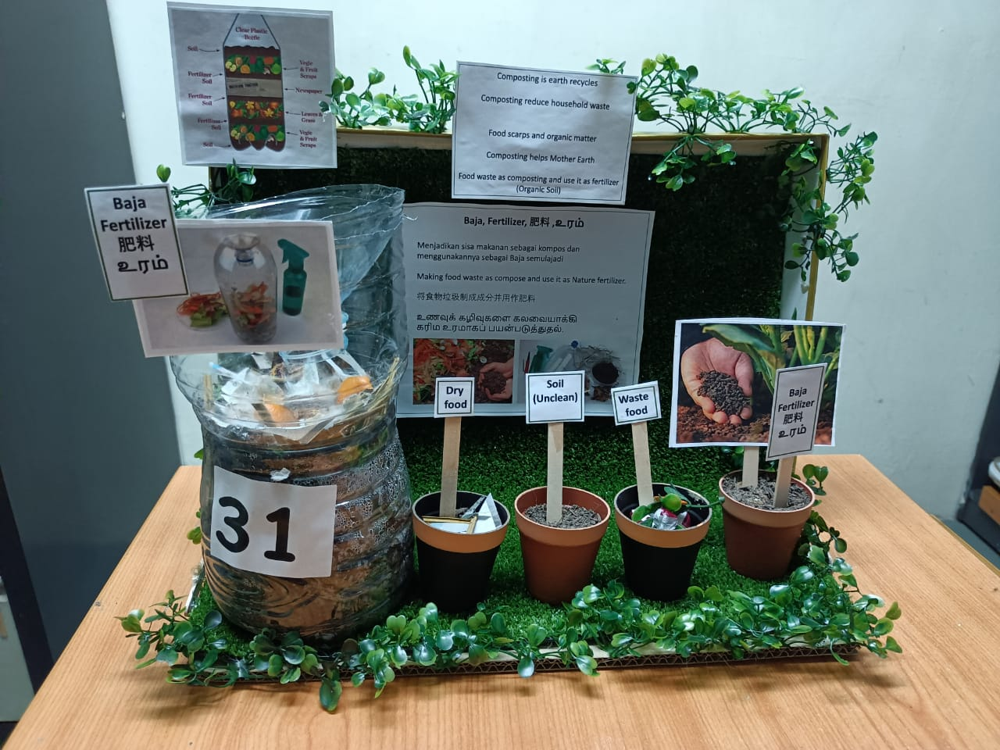 Clear Plastic
Bottle
Soil
Fertilizer
Soil
Fertilizer
Soil
Fertilizer
Soil
Soil
Vegie
& Fruit
Scraps
Newspaper
Leaves &
Grass
Vegie
& Fruit
Scraps
Composting is earth recycles
Composting reduce household waste
Food scarps and organic matter
Composting helps Mother Earth
Food waste as composting and use it as fertilizer
(Organic Soil)
Baja
Fertilizer
肥料
உரம்
Baja, Fertilizer, 肥料 ,உரம்
Menjadikan sisa makanan sebagai kompos dan
menggunakannya sebagai Baja semulajadi
Making food waste as compose and use it as Nature fertilizer.
将食物垃圾制成成分并用作肥料
உணவுக் கழிவுகளை கலவையாக்கி
கரிம உரமாகப் பயன்படுத்துதல்.
Dry
food
Soil
(Unclean)
Waste
food
Baja
Fertilizer
肥料
உரம்
31